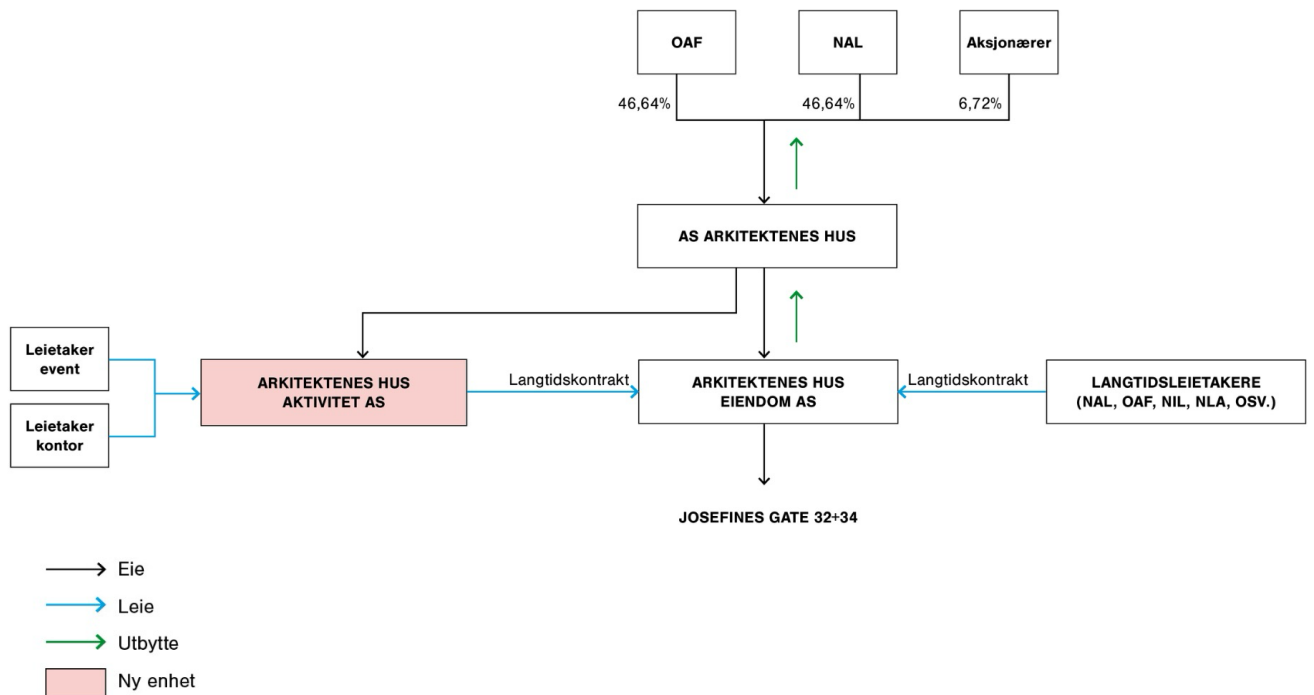 OAF
NAL
Aksjonærer
46,64%
46,64%
6,72%
AS ARKITEKTENES HUS
Leietaker
event
Leietaker
kontor
ARKITEKTENES HUS
AKTIVITET AS
Langtidskontrakt
ARKITEKTENES HUS
EIENDOM AS
Langtidskontrakt
LANGTIDSLEIETAKERE
(NAL, OAF, NIL, NLA, OSV.)
JOSEFINES GATE 32+34
Eie
Leie
Utbytte
Ny enhet